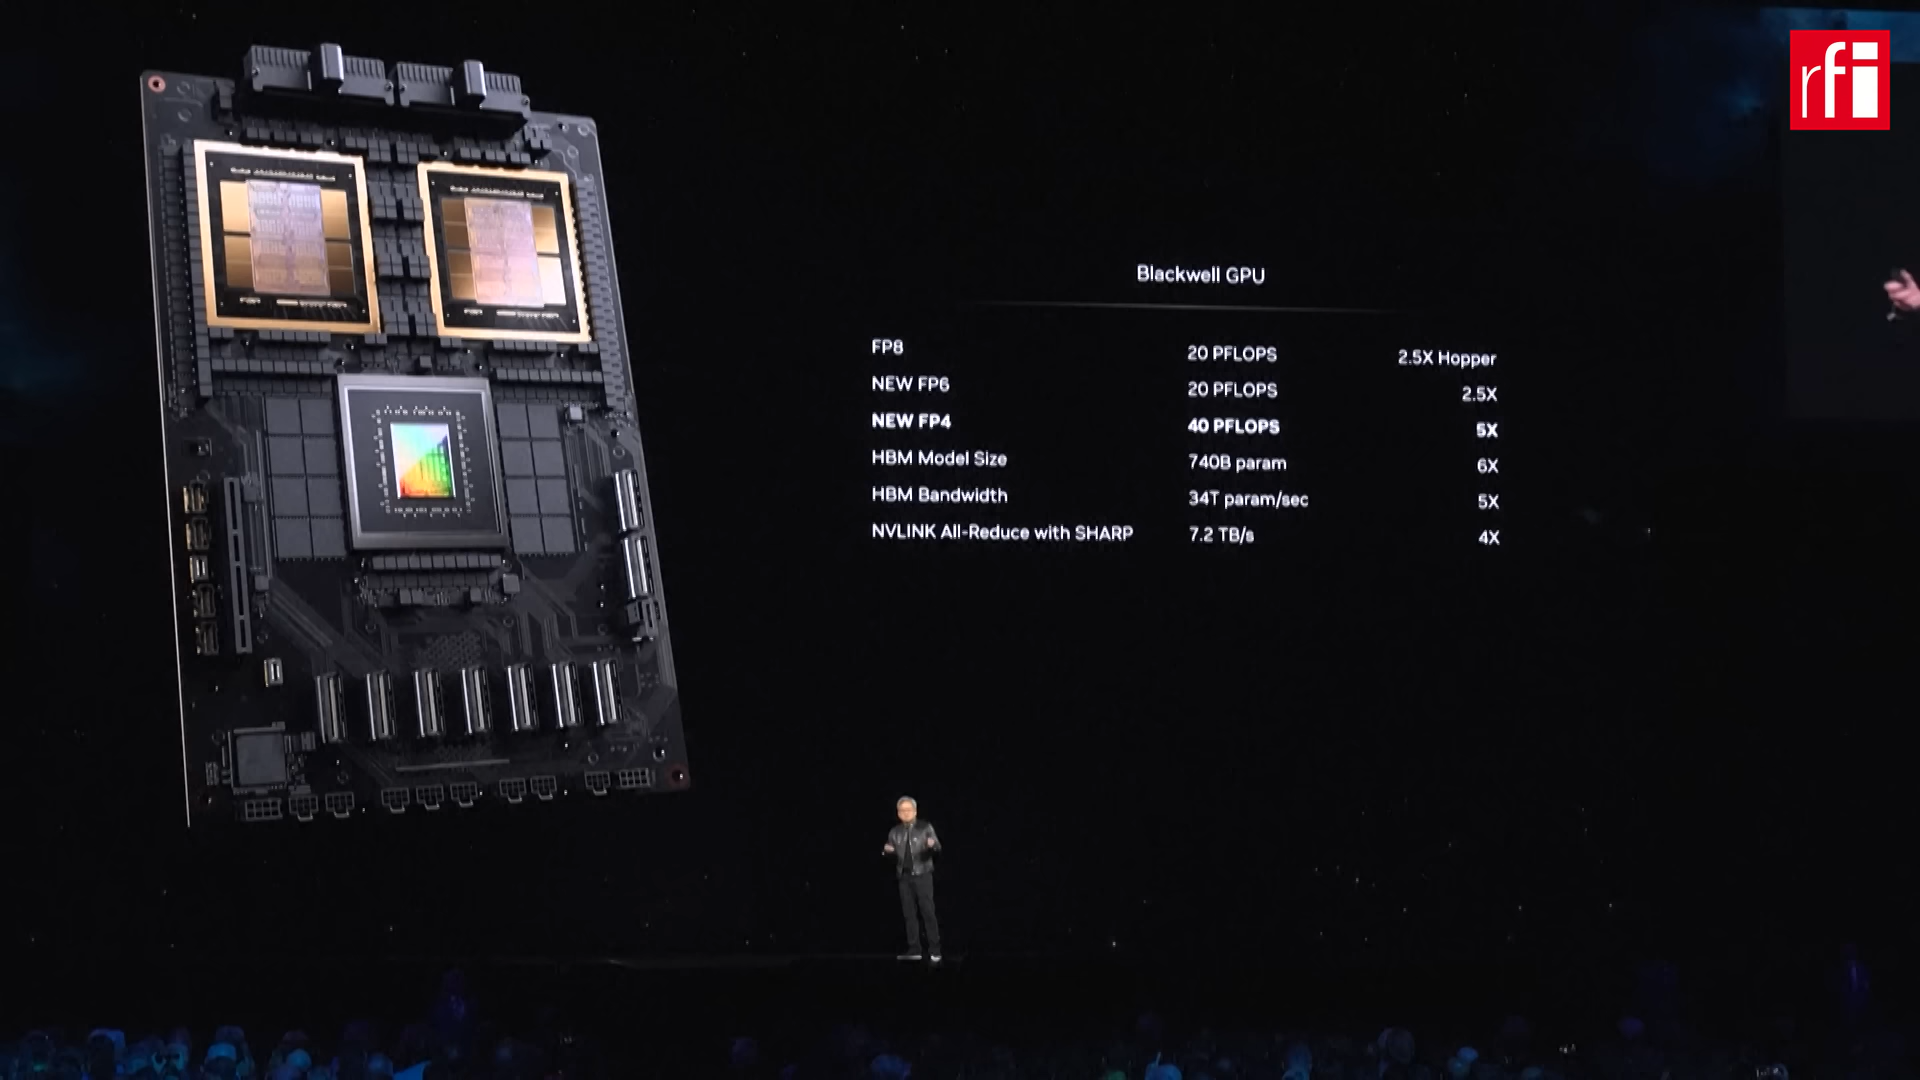 rfi
Blackwell GPU
FP8 20 PFLOPS 2.5X Hopper
NEW FP6 20 PFLOPS 2.5X
NEW FP4 40 PFLOPS 5X
HBM Model Size 740B param 6X
HBM Bandwidth 34T param/sec 5X
NVLINK All-Reduce with SHARP 7.2 TB/s 4X